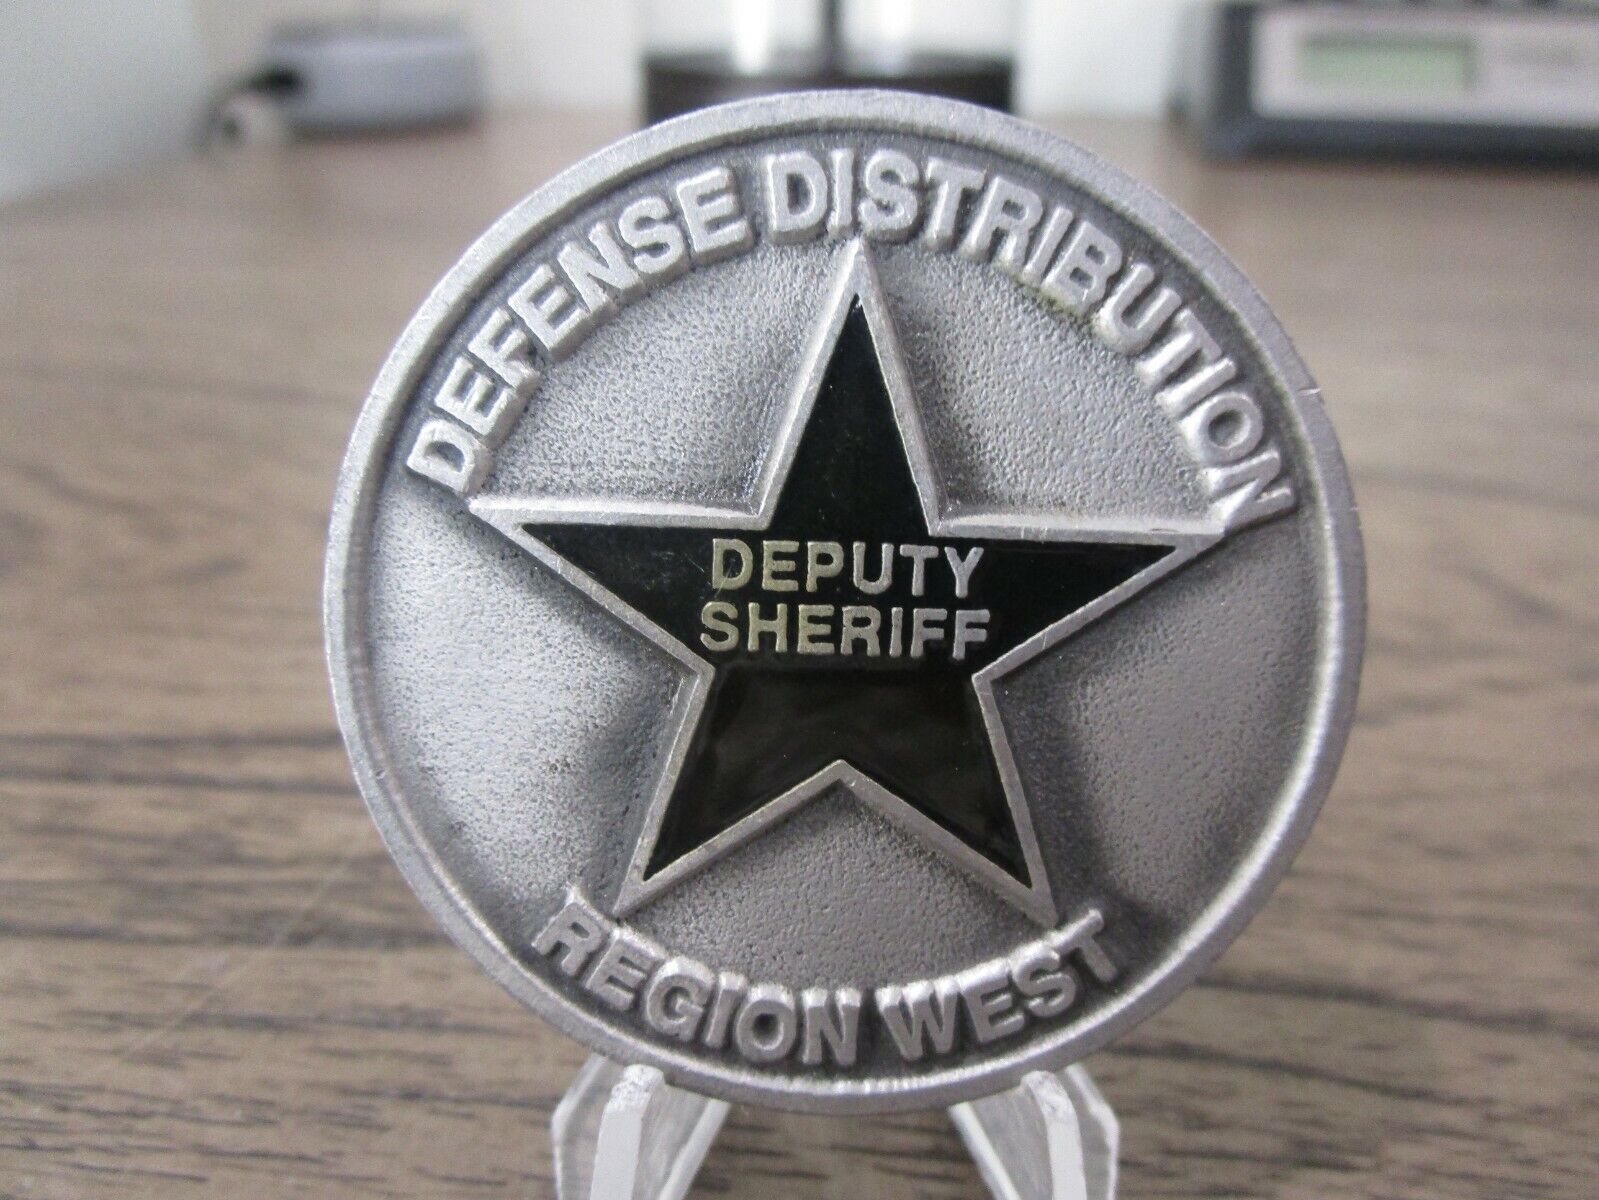 DEFENSE DISTRIBUTION
DEPUTY
SHERIFF
REGION WEST